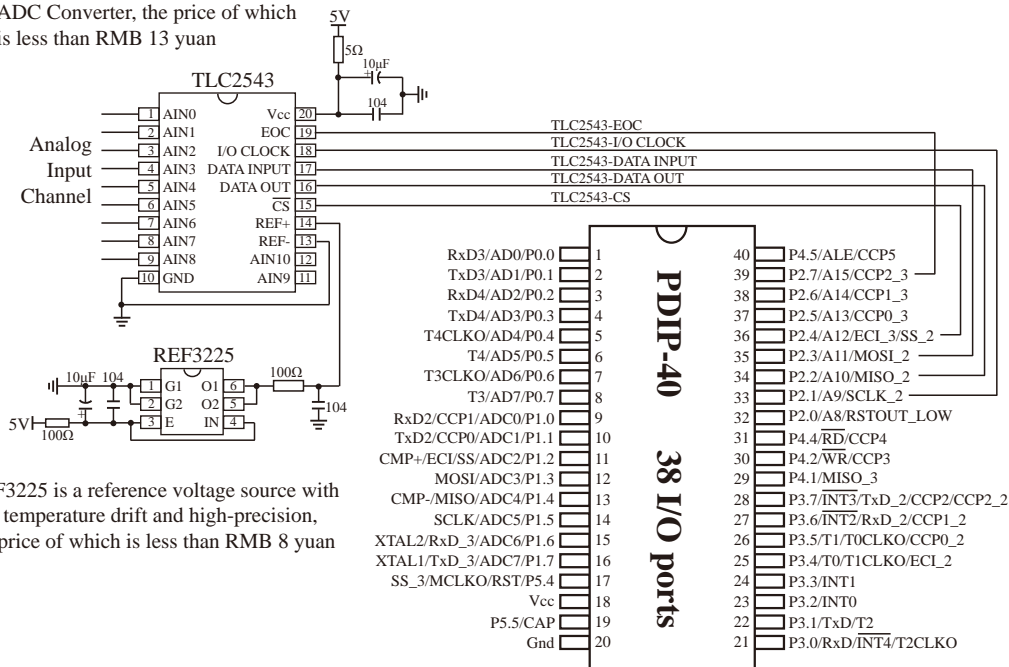 ADC Converter, the price of which
is less than RMB 13 yuan
5V
5Ω
10μF
+
104
TLC2543
1 AIN0
2 AIN1
3 AIN2
4 AIN3
5 AIN4
6 AIN5
7 AIN6
8 AIN7
9 AIN8
10 GND
Vcc 20
EOC 19
I/O CLOCK 18
DATA INPUT 17
DATA OUT 16
CS 15
REF+ 14
REF- 13
AIN10 12
AIN9 11
Analog
Input
Channel
TLC2543-EOC
TLC2543-I/O CLOCK
TLC2543-DATA INPUT
TLC2543-DATA OUT
TLC2543-CS
REF3225
1 G1
2 G2
3 E
O1 6
O2 5
IN 4
10μF 104
+
5V
100Ω
100Ω
104
F3225 is a reference voltage source with
temperature drift and high-precision,
price of which is less than RMB 8 yuan
PDIP-40
38 I/O ports
RxD3/AD0/P0.0 1
TxD3/AD1/P0.1 2
RxD4/AD2/P0.2 3
TxD4/AD3/P0.3 4
T4CLKO/AD4/P0.4 5
T4/AD5/P0.5 6
T3CLKO/AD6/P0.6 7
T3/AD7/P0.7 8
RxD2/CCP1/ADC0/P1.0 9
TxD2/CCP0/ADC1/P1.1 10
CMP+/ECI/SS/ADC2/P1.2 11
MOSI/ADC3/P1.3 12
CMP-/MISO/ADC4/P1.4 13
SCLK/ADC5/P1.5 14
XTAL2/RxD_3/ADC6/P1.6 15
XTAL1/TxD_3/ADC7/P1.7 16
SS_3/MCLKO/RST/P5.4 17
Vcc 18
P5.5/CAP 19
Gnd 20
40 P4.5/ALE/CCP5
39 P2.7/A15/CCP2_3
38 P2.6/A14/CCP1_3
37 P2.5/A13/CCP0_3
36 P2.4/A12/ECI_3/SS_2
35 P2.3/A11/MOSI_2
34 P2.2/A10/MISO_2
33 P2.1/A9/SCLK_2
32 P2.0/A8/RSTOUT_LOW
31 P4.4/RD/CCP4
30 P4.2/WR/CCP3
29 P4.1/MISO_3
28 P3.7/INT3/TxD_2/CCP2/CCP2_2
27 P3.6/INT2/RxD_2/CCP1_2
26 P3.5/T1/T0CLKO/CCP0_2
25 P3.4/T0/T1CLKO/ECI_2
24 P3.3/INT1
23 P3.2/INT0
22 P3.1/TxD/T2
21 P3.0/RxD/INT4/T2CLKO